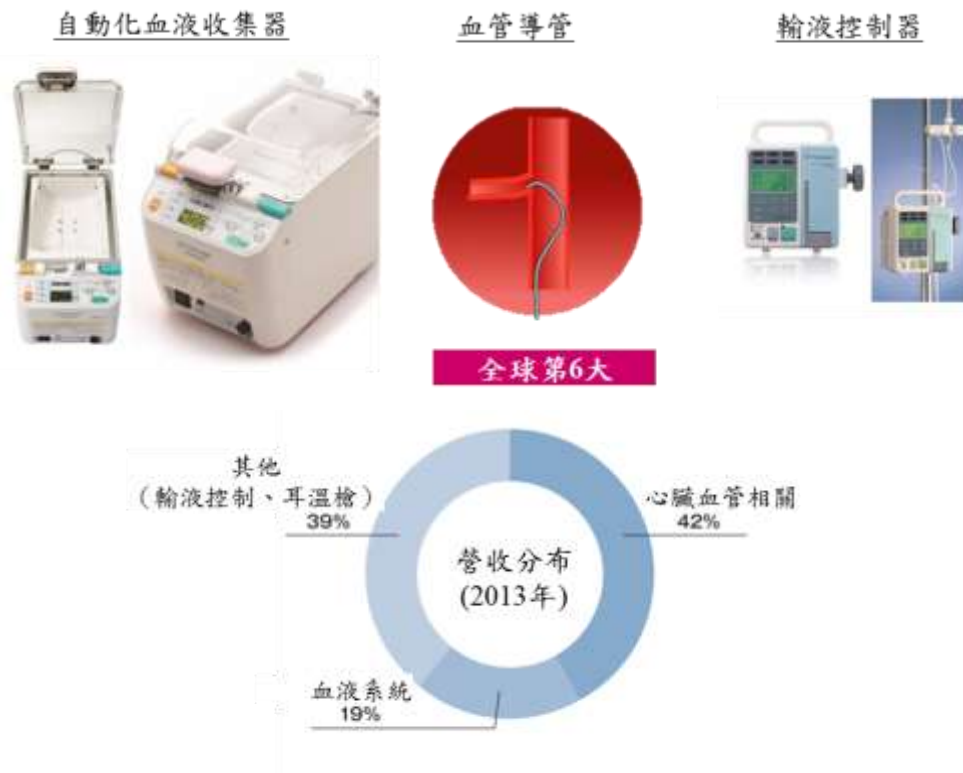 自動化血液收集器
血管導管
輸液控制器
全球第6大
其他
（輸液控制、耳溫槍）
39%
心臟血管相關
42%
營收分布
(2013年)
血液系統
19%